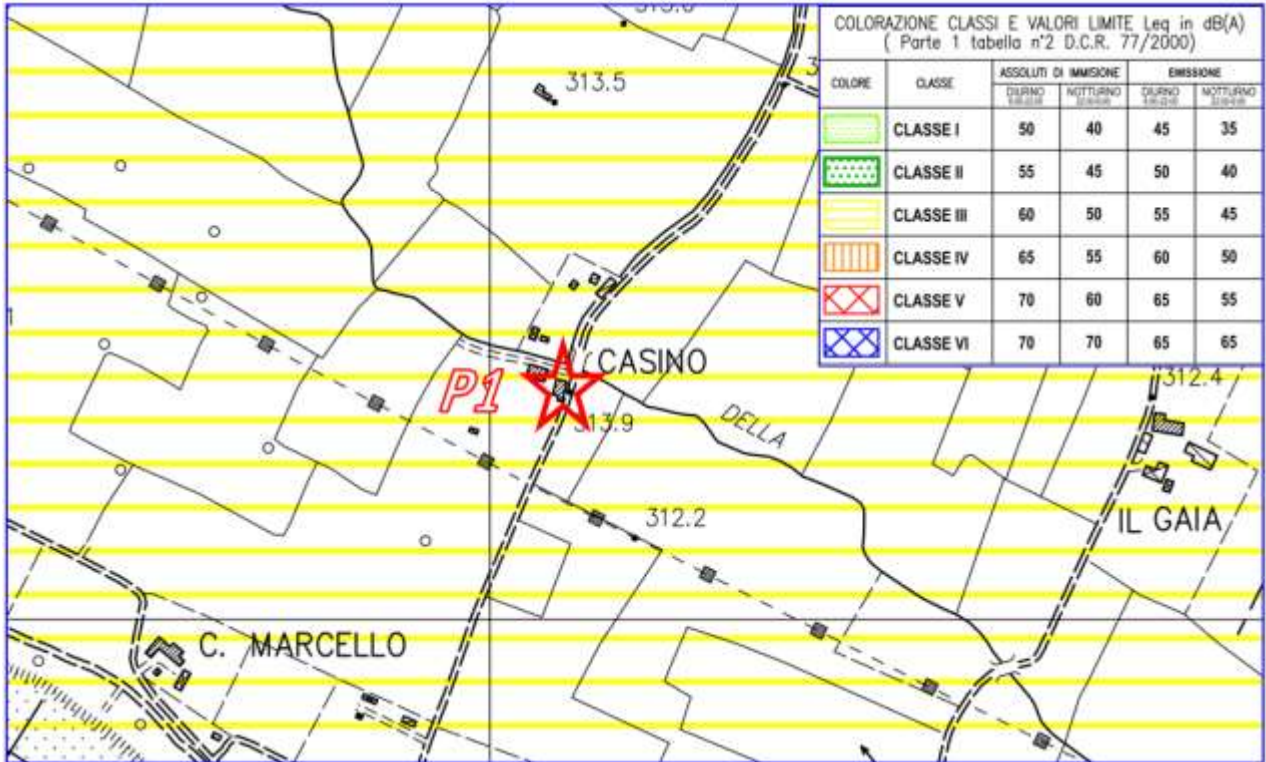 COLORAZIONE CLASSI E VALORI LIMITE Leq in dB(A)
( Parte 1 tabella n°2 D.C.R. 77/2000)
COLORE CLASSE ASSOLUTI DI IMMISIONE EMISSIONE
DIURNO NOTTURNO DIURNO NOTTURNO
CLASSE I 50 40 45 35
CLASSE II 55 45 50 40
CLASSE III 60 50 55 45
CLASSE IV 65 55 60 50
CLASSE V 70 60 65 55
CLASSE VI 70 70 65 65
313.5
CASINO
P1
313.9
DELLA
312.4
312.2
IL GAIA
C. MARCELLO